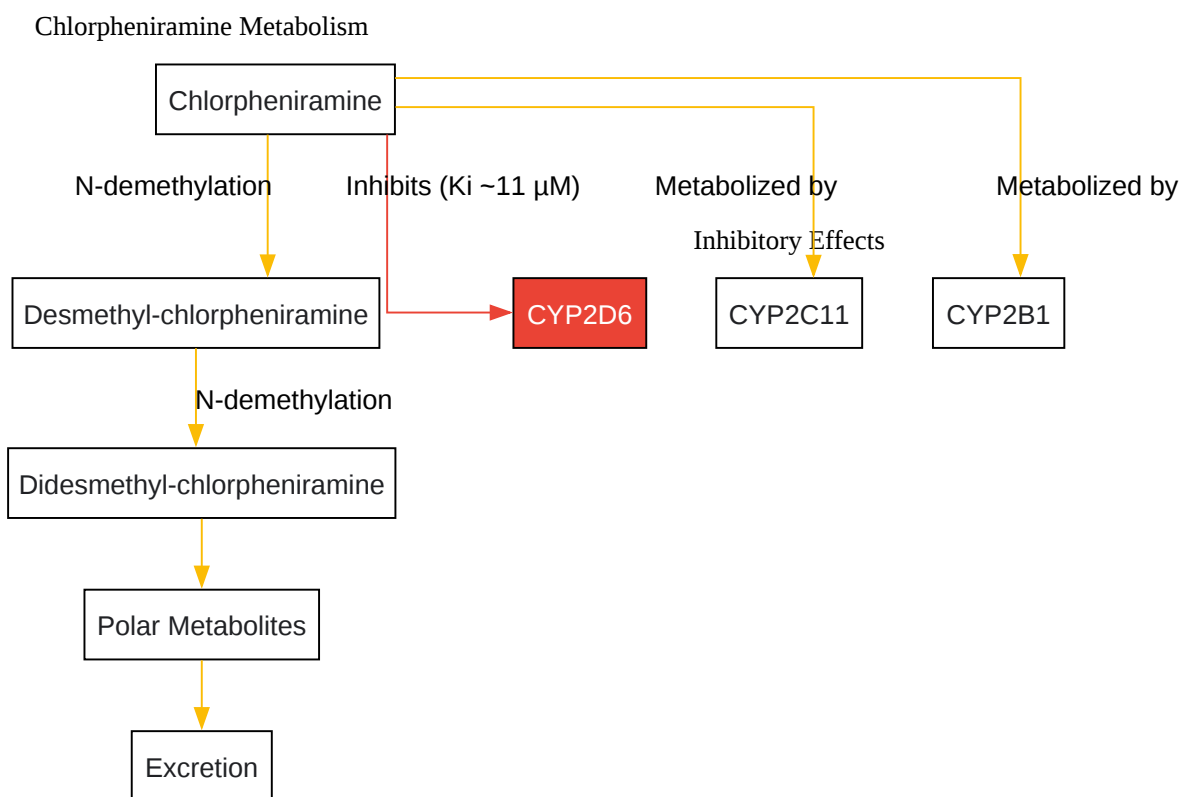 Chlorpheniramine Metabolism
Chlorpheniramine
N-demethylation
Inhibits (Ki ~11 µM)
Metabolized by
Metabolized by
Inhibitory Effects
Desmethyl-chlorpheniramine
CYP2D6
CYP2C11
CYP2B1
N-demethylation
Didesmethyl-chlorpheniramine
Polar Metabolites
Excretion